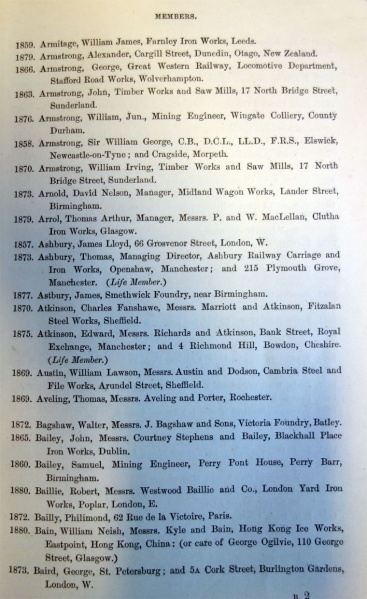 MEMBERS.
1859. Armitage, William James, Farnley Iron Works, Leeds.
1879. Armstrong, Alexander, Cargill Street, Dunedin, Otago, New Zealand.
1866. Armstrong, George, Great Western Railway, Locomotive Department,
Stafford Road Works, Wolverhampton.
1863. Armstrong, John, Timber Works and Saw Mills, 17 North Bridge Street,
Sunderland.
1876. Armstrong, William, Jun., Mining Engineer, Wingate Colliery, County
Durham.
1858. Armstrong, Sir William George, C.B., D.C.L., LL.D., F.R.S., Elswick,
Newcastle-on-Tyne; and Cragside, Morpeth.
1870. Armstrong, William Irving, Timber Works and Saw Mills, 17 North
Bridge Street, Sunderland.
1873. Arnold, David Nelson, Manager, Midland Wagon Works, Lander Street,
Birmingham.
1879. Arrol, Thomas Arthur, Manager, Messrs. P. and W. MacLellan, Clutha
Iron Works, Glasgow.
1857. Ashbury, James Lloyd, 66 Grosvenor Street, London, W.
1873. Ashbury, Thomas, Managing Director, Ashbury Railway Carriage and
Iron Works, Openshaw, Manchester; and 215 Plymouth Grove,
Manchester. (Life Member.)
1877. Astbury, James, Smethwick Foundry, near Birmingham.
1870. Atkinson, Charles Fanshawe, Messrs. Marriott and Atkinson, Fitzalan
Steel Works, Sheffield.
1875. Atkinson, Edward, Messrs. Richards and Atkinson, Bank Street, Royal
Exchange, Manchester; and 4 Richmond Hill, Bowdon, Cheshire.
(Life Member.)
1869. Austin, William Lawson, Messrs. Austin and Dodson, Cambria Steel and
File Works, Arundel Street, Sheffield.
1869. Aveling, Thomas, Messrs. Aveling and Porter, Rochester.
1872. Bagshaw, Walter, Messrs. J. Bagshaw and Sons, Victoria Foundry, Batley.
1865. Bailey, John, Messrs. Courtney Stephens and Bailey, Blackhall Place
Iron Works, Dublin.
1860. Bailey, Samuel, Mining Engineer, Perry Pont House, Perry Barr,
Birmingham.
1880. Baillie, Robert, Messrs. Westwood Baillie and Co., London Yard Iron
Works, Poplar, London, E.
1872. Bailly, Philimond, 62 Rue de la Victoire, Paris.
1880. Bain, William Neish, Messrs. Kyle and Bain, Hong Kong Ice Works,
Eastpoint, Hong Kong, China: (or care of George Ogilvie, 110 George
Street, Glasgow.)
1873. Baird, George, St. Petersburg; and 5A Cork Street, Burlington Gardens,
London, W.
B 2